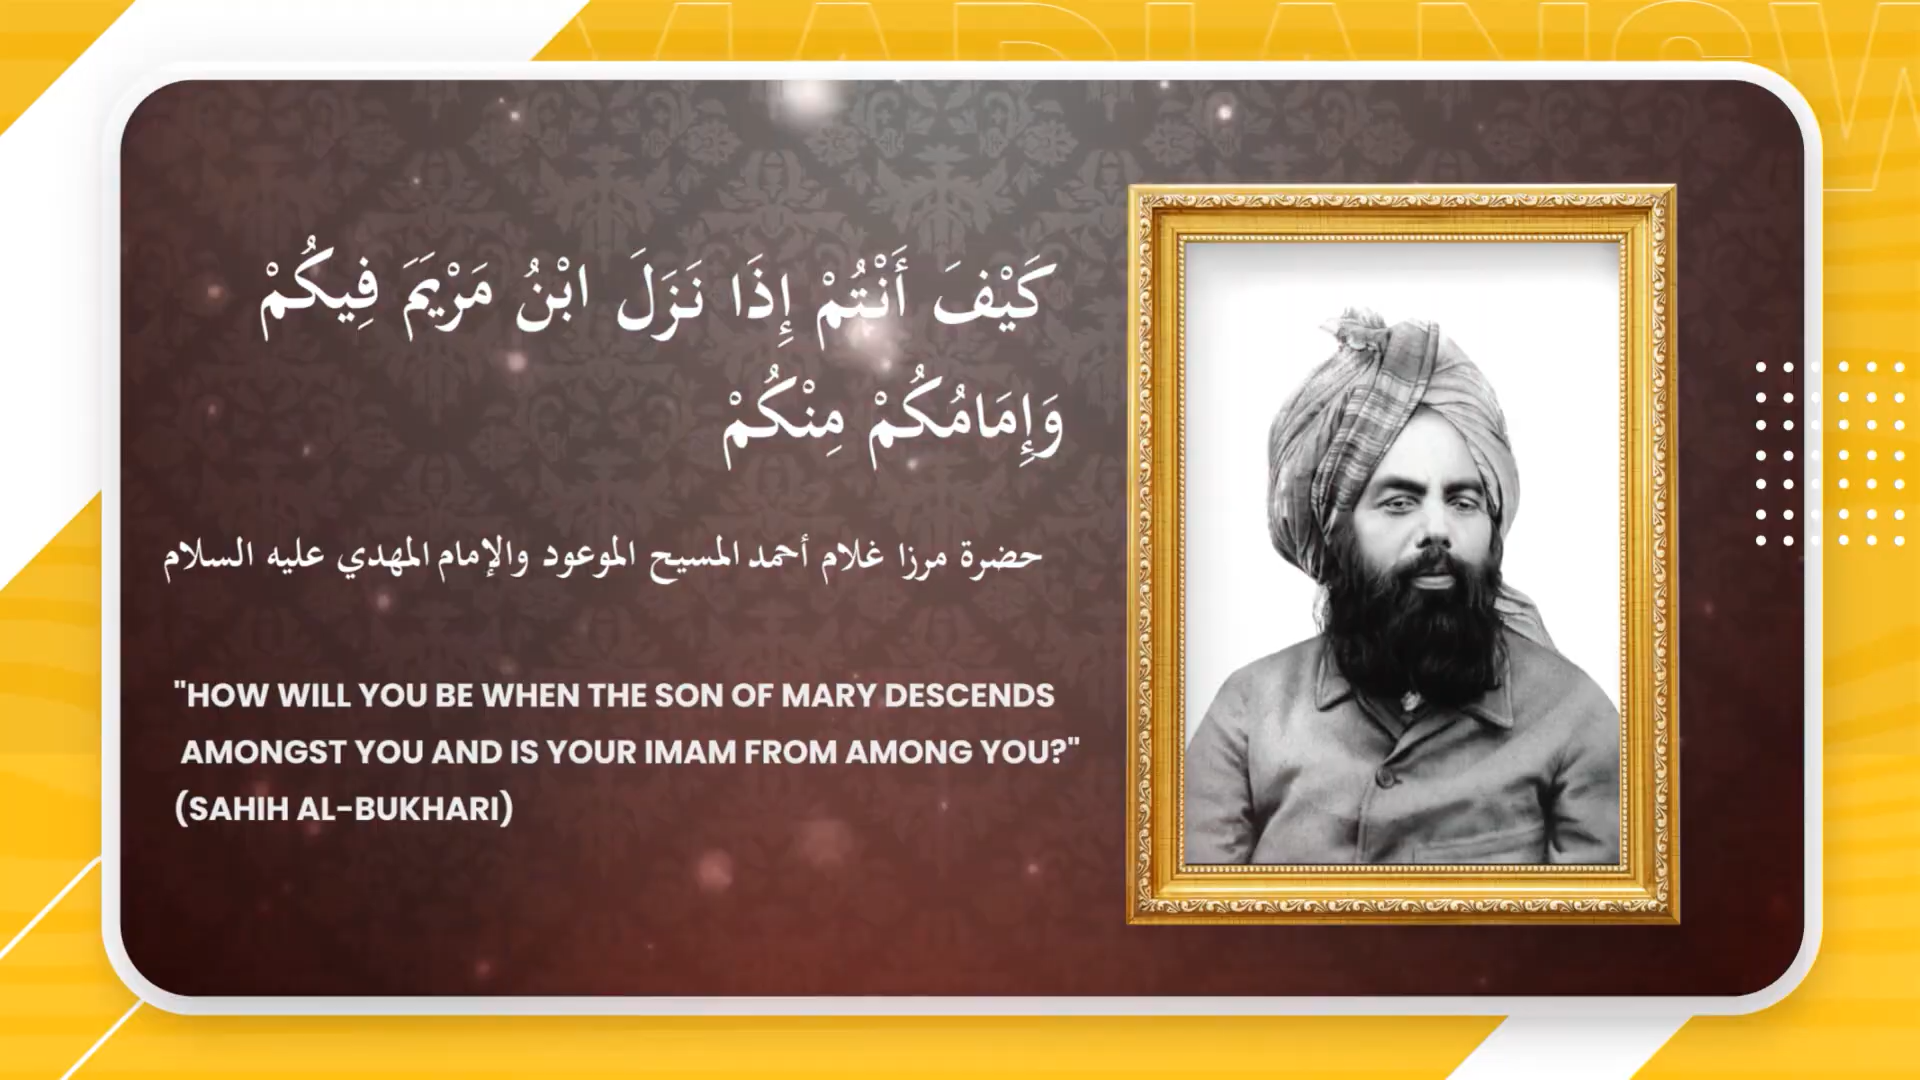 كَيْفَ أَنْتُمْ إِذَا نَزَلَ ابْنُ مَرْيَمَ فِيكُمْ
وَإِمَامُكُمْ مِنْكُمْ
حضرة مرزا غلام أحمد المسيح الموعود والإمام المهدي عليه السلام
"HOW WILL YOU BE WHEN THE SON OF MARY DESCENDS
AMONGST YOU AND IS YOUR IMAM FROM AMONG YOU?"
(SAHIH AL-BUKHARI)